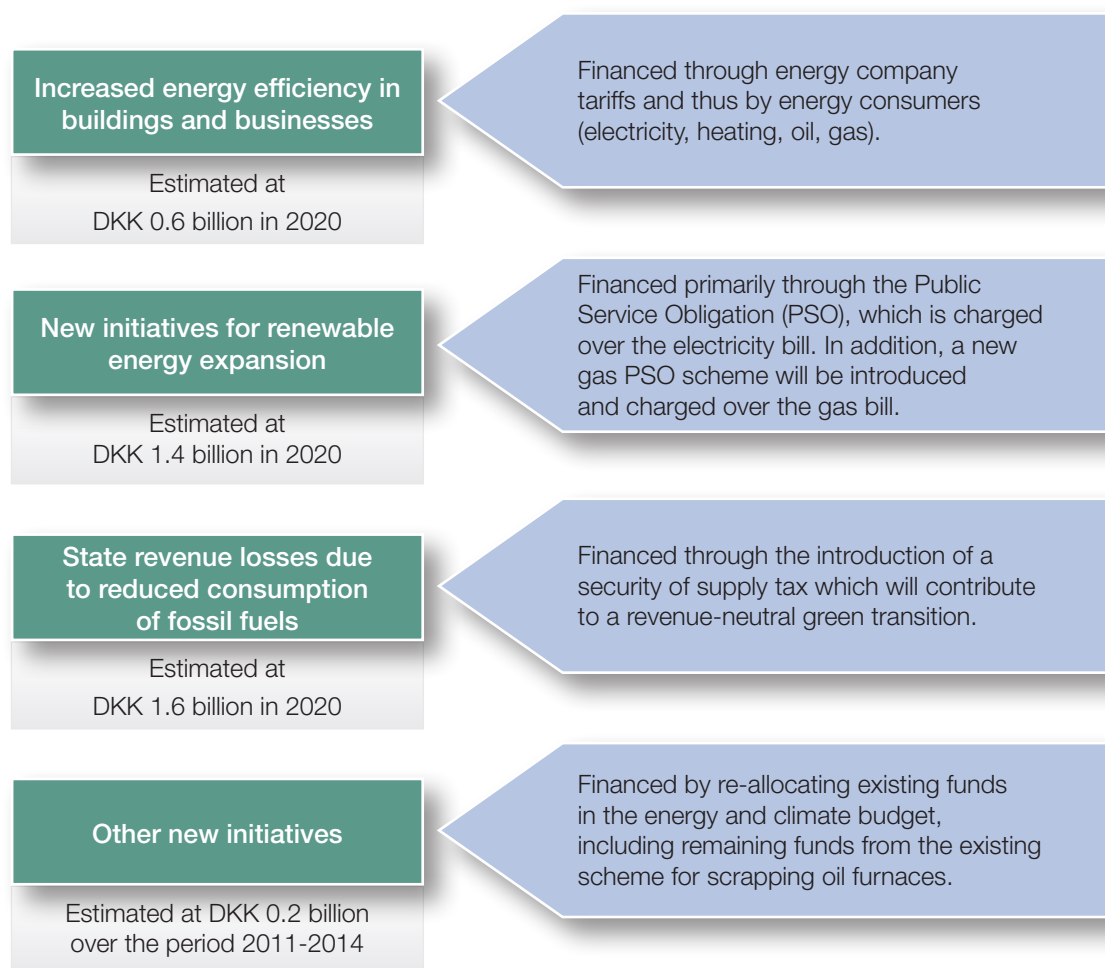 Increased energy efficiency in
buildings and businesses
Estimated at
DKK 0.6 billion in 2020
Financed through energy company
tariffs and thus by energy consumers
(electricity, heating, oil, gas).
New initiatives for renewable
energy expansion
Estimated at
DKK 1.4 billion in 2020
Financed primarily through the Public
Service Obligation (PSO), which is charged
over the electricity bill. In addition, a new
gas PSO scheme will be introduced
and charged over the gas bill.
State revenue losses due
to reduced consumption
of fossil fuels
Estimated at
DKK 1.6 billion in 2020
Financed through the introduction of a
security of supply tax which will contribute
to a revenue-neutral green transition.
Other new initiatives
Estimated at DKK 0.2 billion
over the period 2011-2014
Financed by re-allocating existing funds
in the energy and climate budget,
including remaining funds from the existing
scheme for scrapping oil furnaces.